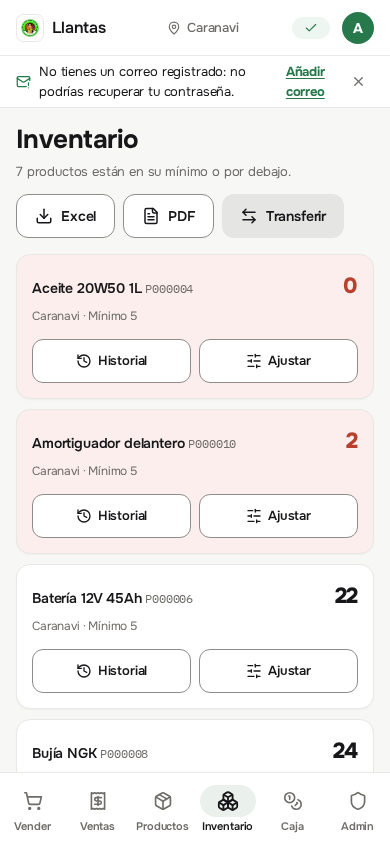 Llantas
Caranavi
A
No tienes un correo registrado: no
podrías recuperar tu contraseña.
Añadir
correo
Inventario
7 productos están en su mínimo o por debajo.
Excel
PDF
Transferir
Aceite 20W50 1L P000004
0
Caranavi · Mínimo 5
Historial
Ajustar
Amortiguador delantero P000010
2
Caranavi · Mínimo 5
Historial
Ajustar
Batería 12V 45Ah P000006
22
Caranavi · Mínimo 5
Historial
Ajustar
Bujía NGK P000008
24
Vender
Ventas
Productos
Inventario
Caja
Admin